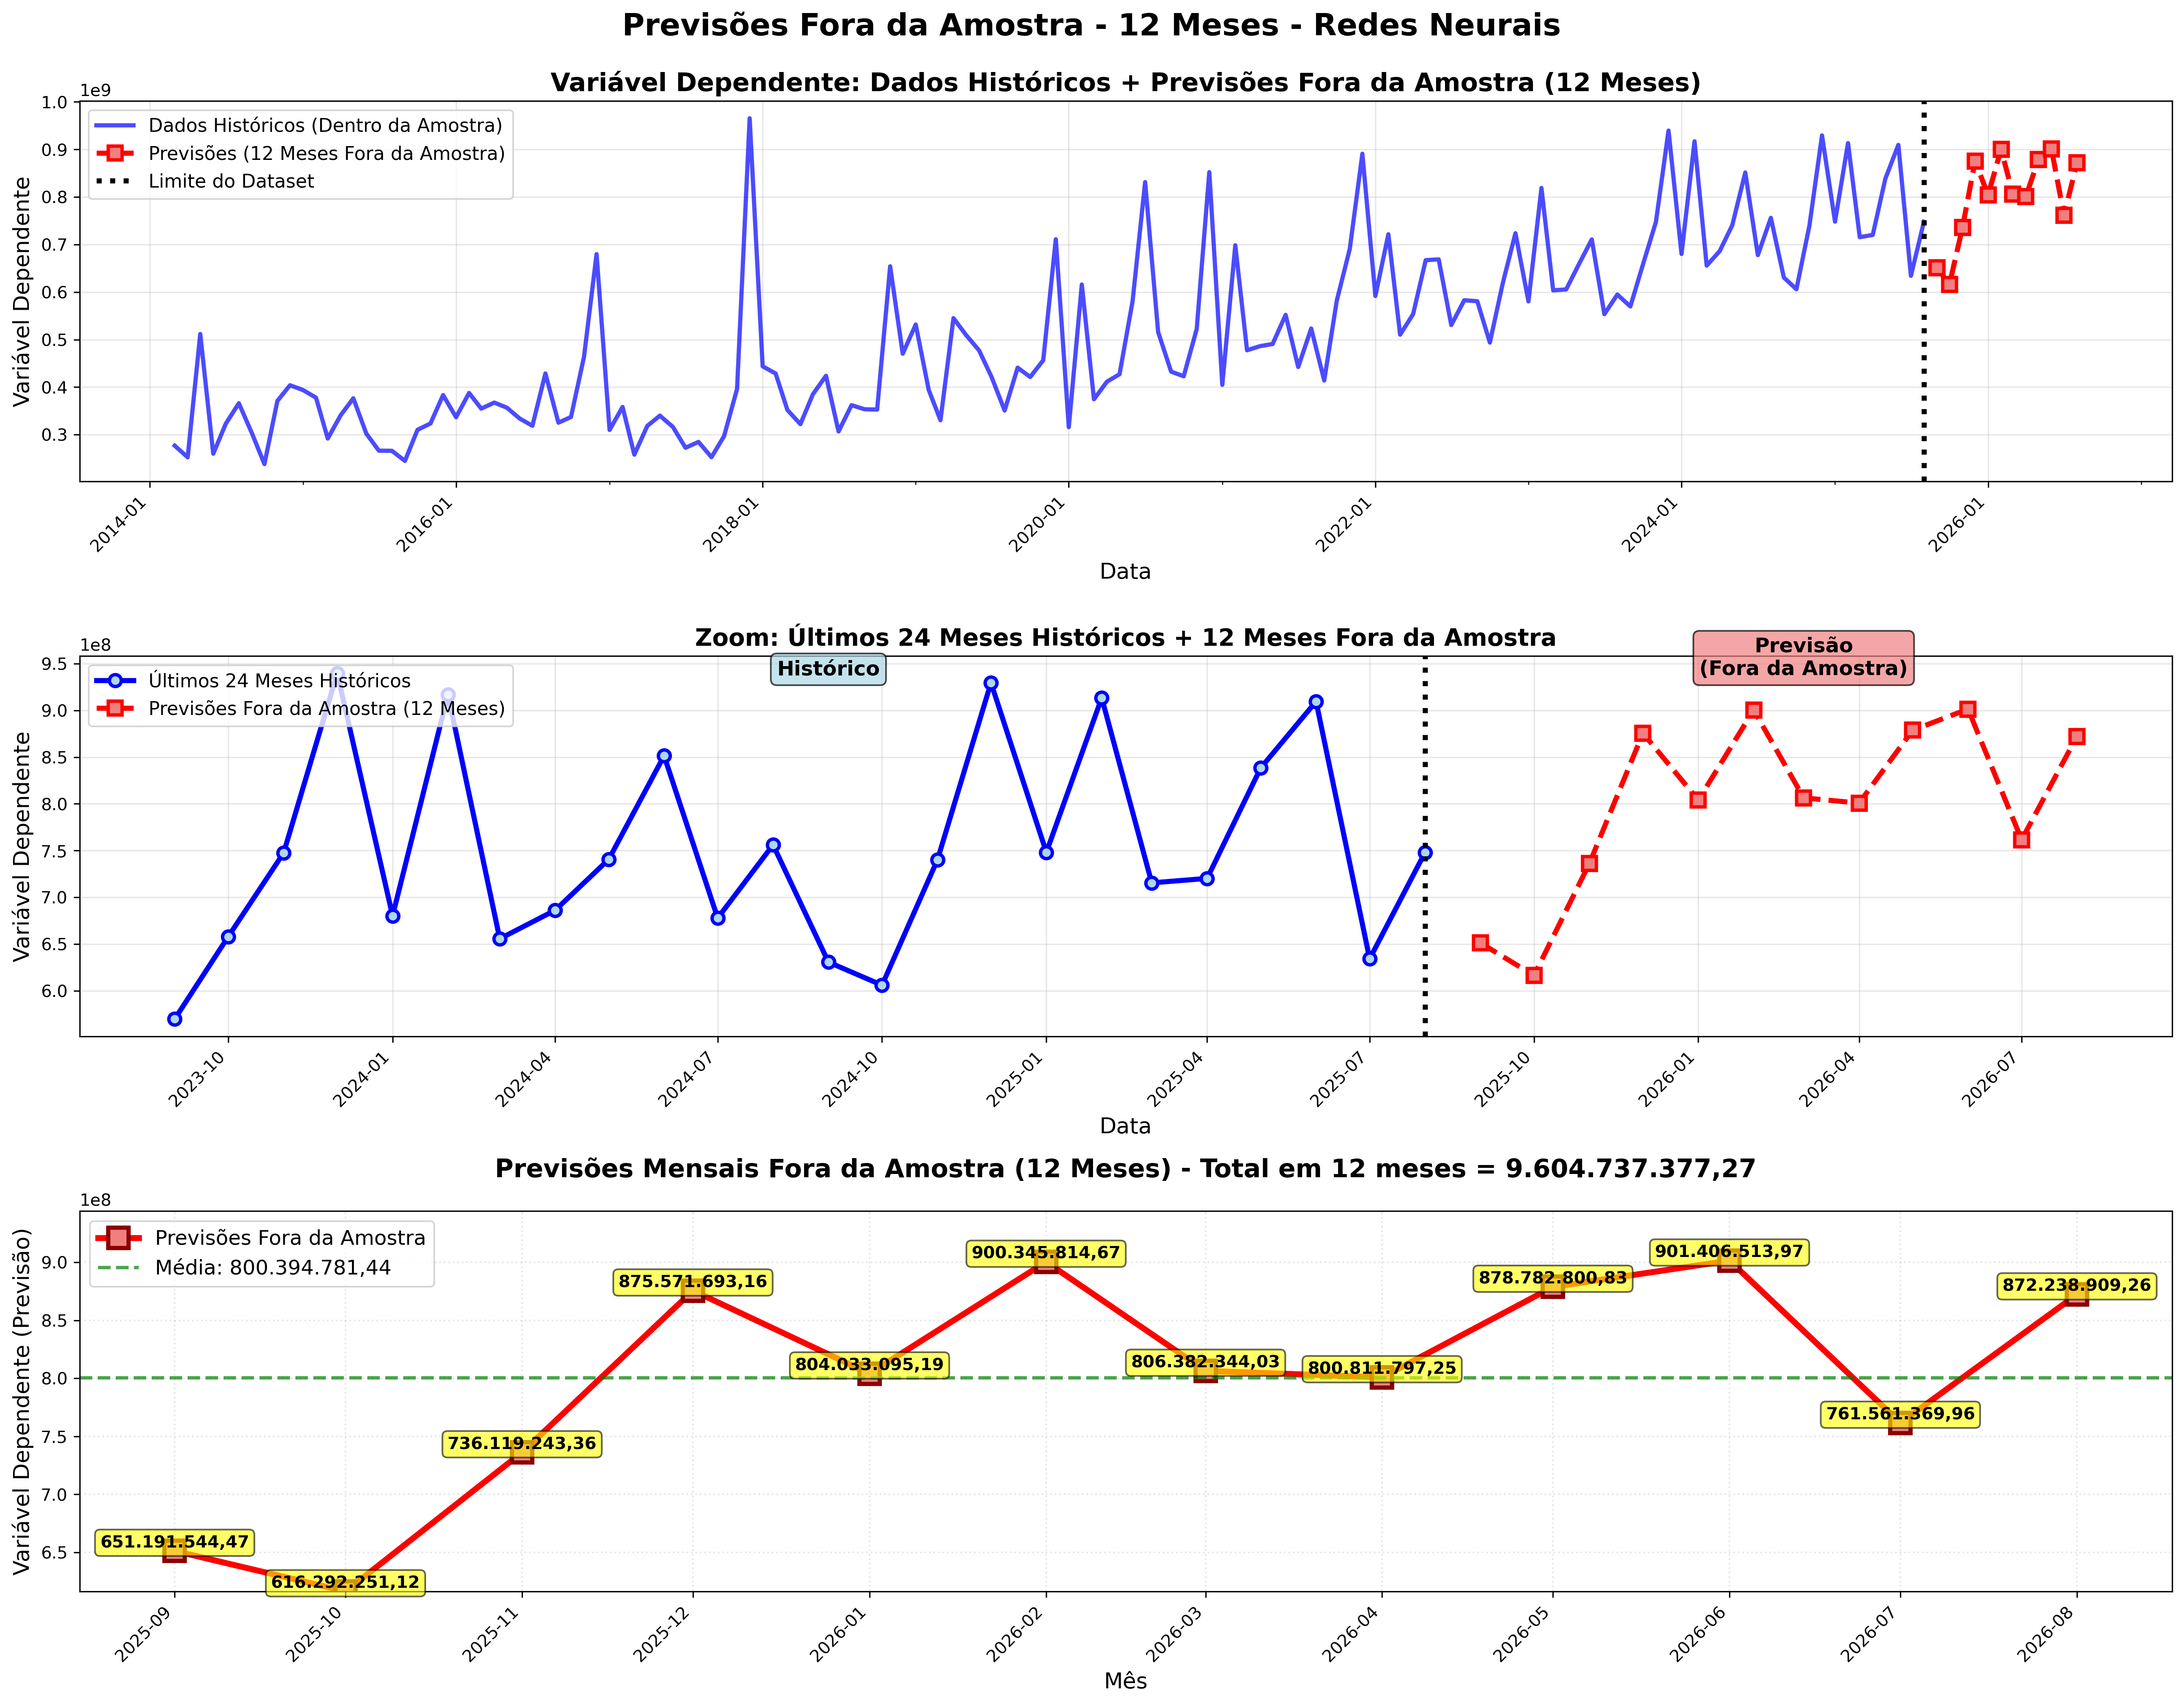 Previsões Fora da Amostra - 12 Meses - Redes Neurais
Variável Dependente: Dados Históricos + Previsões Fora da Amostra (12 Meses)
1e9
Dados Históricos (Dentro da Amostra)
Previsões (12 Meses Fora da Amostra)
Limite do Dataset
Variável Dependente
1.0
0.9
0.8
0.7
0.6
0.5
0.4
0.3
2014-01
2016-01
2018-01
2020-01
2022-01
2024-01
2026-01
Data
Zoom: Últimos 24 Meses Históricos + 12 Meses Fora da Amostra
1e8
Últimos 24 Meses Históricos
Previsões Fora da Amostra (12 Meses)
Histórico
Previsão
(Fora da Amostra)
Variável Dependente
9.5
9.0
8.5
8.0
7.5
7.0
6.5
6.0
2023-10
2024-01
2024-04
2024-07
2024-10
2025-01
2025-04
2025-07
2025-10
2026-01
2026-04
2026-07
Data
Previsões Mensais Fora da Amostra (12 Meses) - Total em 12 meses = 9.604.737.377,27
1e8
Previsões Fora da Amostra
Média: 800.394.781,44
Variável Dependente (Previsão)
9.0
8.5
8.0
7.5
7.0
6.5
651.191.544,47
616.292.251,12
736.119.243,36
875.571.693,16
804.033.095,19
900.345.814,67
806.382.344,03
800.811.797,25
878.782.800,83
901.406.513,97
761.561.369,96
872.238.909,26
2025-09
2025-10
2025-11
2025-12
2026-01
2026-02
2026-03
2026-04
2026-05
2026-06
2026-07
2026-08
Mês